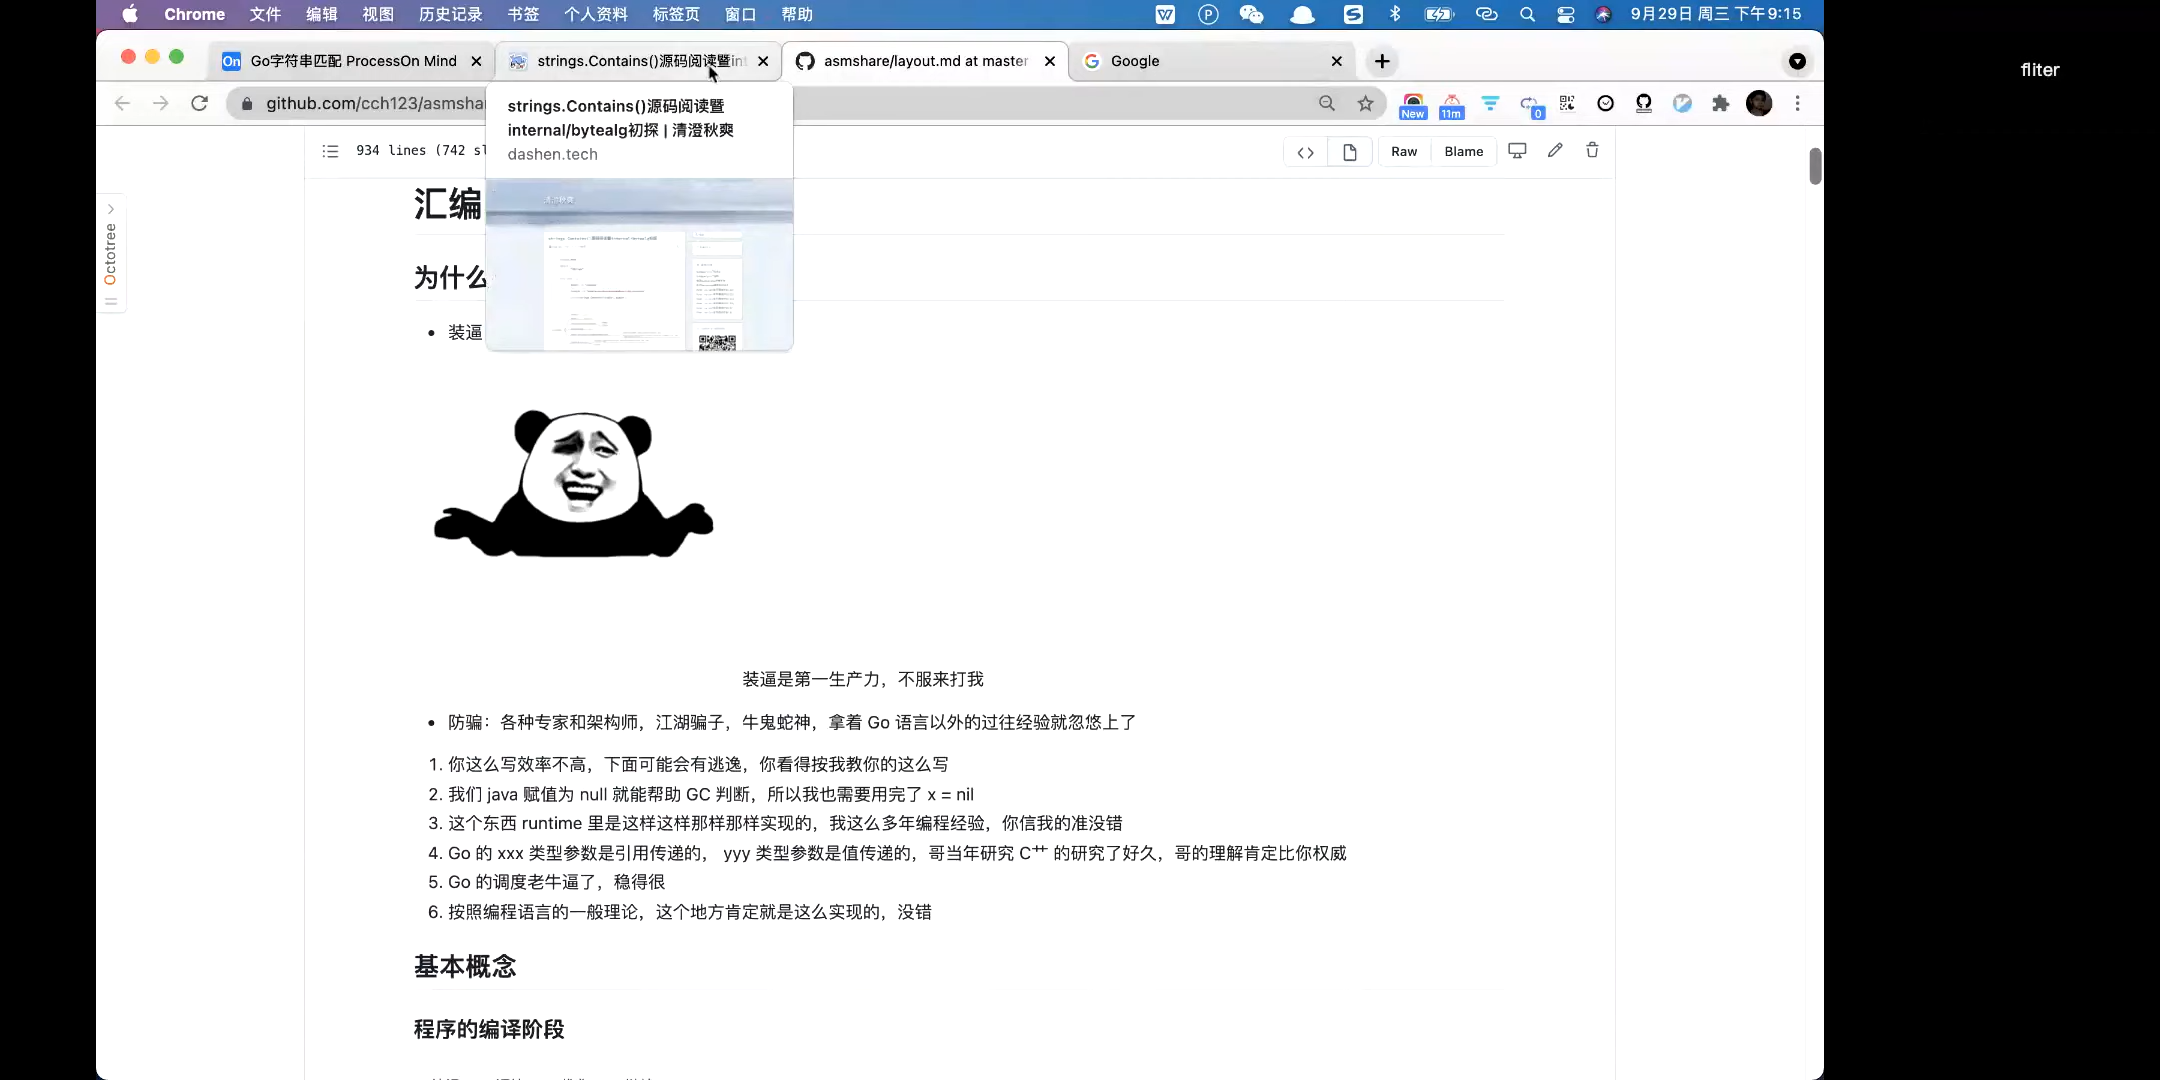 Chrome 文件 编辑 视图 历史记录 书签 个人资料 标签页 窗口 帮助 9月29日 周三 下午9:15
fliter
On Go字符串匹配 ProcessOn Mind
strings.Contains()源码阅读暨int
asmshare/layout.md at master
Google
github.com/cch123/asmsha
New 11m 0
strings.Contains()源码阅读暨
internal/bytealg初探 | 清澄秋爽
dashen.tech
934 lines (742 sl
Raw Blame
Octotree
清澄秋爽
汇编
为什么
装逼
装逼是第一生产力，不服来打我
防骗：各种专家和架构师，江湖骗子，牛鬼蛇神，拿着 Go 语言以外的过往经验就忽悠上了
1. 你这么写效率不高，下面可能会有逃逸，你看得按我教你的这么写
2. 我们 java 赋值为 null 就能帮助 GC 判断，所以我也需要用完了 x = nil
3. 这个东西 runtime 里是这样这样那样那样实现的，我这么多年编程经验，你信我的准没错
4. Go 的 xxx 类型参数是引用传递的， yyy 类型参数是值传递的，哥当年研究 C艹 的研究了好久，哥的理解肯定比你权威
5. Go 的调度老牛逼了，稳得很
6. 按照编程语言的一般理论，这个地方肯定就是这么实现的，没错
基本概念
程序的编译阶段